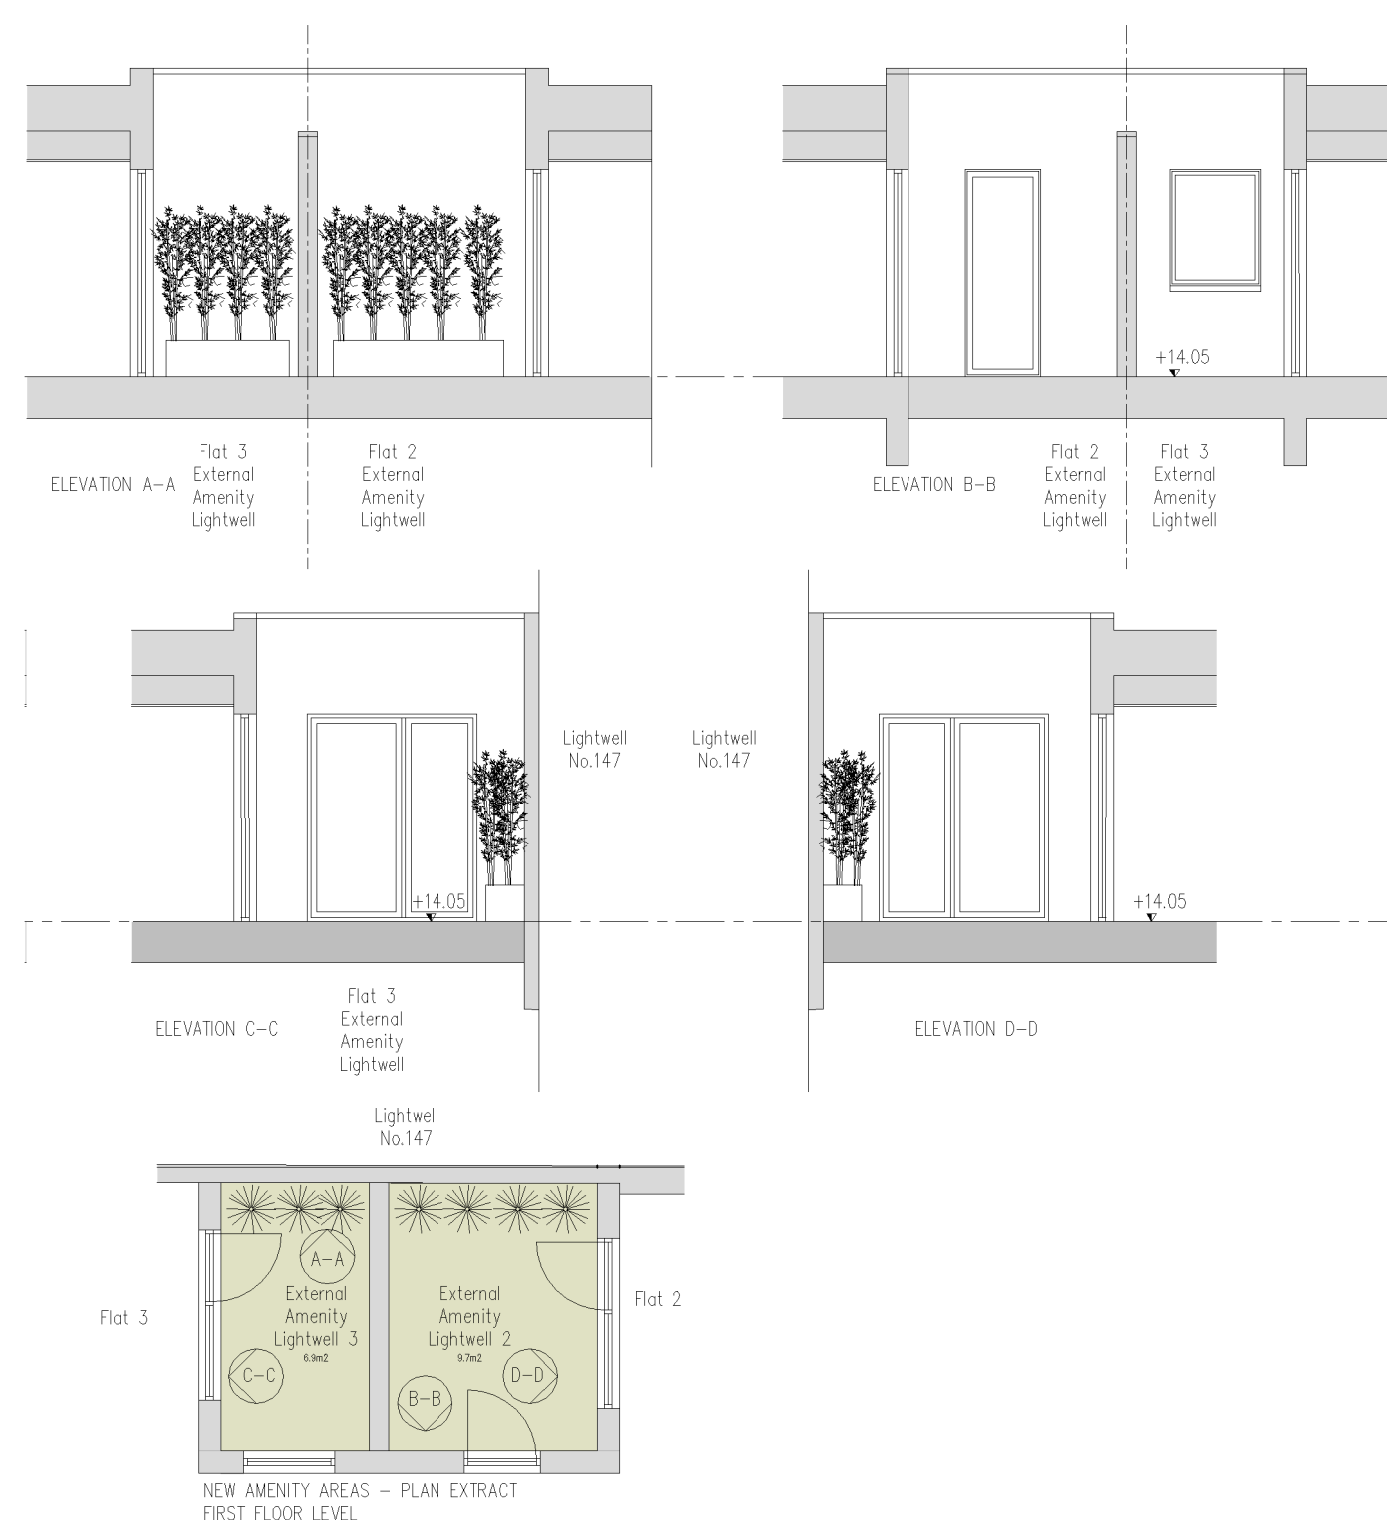 +14.05
Flat 3
External
Amenity
Lightwell
Flat 2
External
Amenity
Lightwell
ELEVATION A-A
Flat 2
External
Amenity
Lightwell
Flat 3
External
Amenity
Lightwell
ELEVATION B-B
Lightwell
No.147
Lightwell
No.147
+14.05
+14.05
Flat 3
External
Amenity
Lightwell
ELEVATION C-C
ELEVATION D-D
Lightwel
No.147
A-A
External
Amenity
Lightwell 3
6.9m2
External
Amenity
Lightwell 2
9.7m2
Flat 3
Flat 2
C-C
B-B
D-D
NEW AMENITY AREAS - PLAN EXTRACT
FIRST FLOOR LEVEL